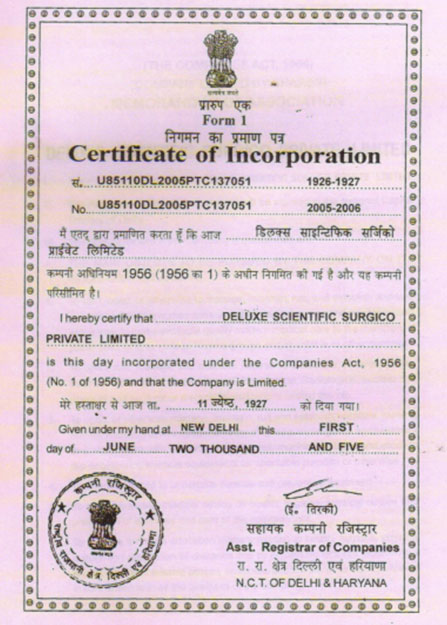 प्रारुप एक
Form 1
निगमन का प्रमाण पत्र
Certificate of Incorporation
सं. U85110DL2005PTC137051 1926-1927
No. U85110DL2005PTC137051 2005-2006
मैं एतद् द्वारा प्रमाणित करता हूँ कि आज डिलक्स साइन्टिफिक सर्जिको
प्राईवेट लिमिटेड
कम्पनी अधिनियम 1956 (1956 का 1) के अधीन निगमित की गई है और यह कम्पनी
परिसीमित है।
I hereby certify that DELUXE SCIENTIFIC SURGICO
PRIVATE LIMITED
is this day incorporated under the Companies Act, 1956
(No. 1 of 1956) and that the Company is Limited.
मेरे हस्ताक्षर से आज ता. 11 ज्येष्ठ, 1927 को दिया गया।
Given under my hand at NEW DELHI this FIRST
day of JUNE TWO THOUSAND AND FIVE
कम्पनी रजिस्ट्रार
(ई. तिरकी)
सहायक कम्पनी रजिस्ट्रार
Asst. Registrar of Companies
रा. रा. क्षेत्र दिल्ली एवं हरियाणा
N.C.T. OF DELHI & HARYANA